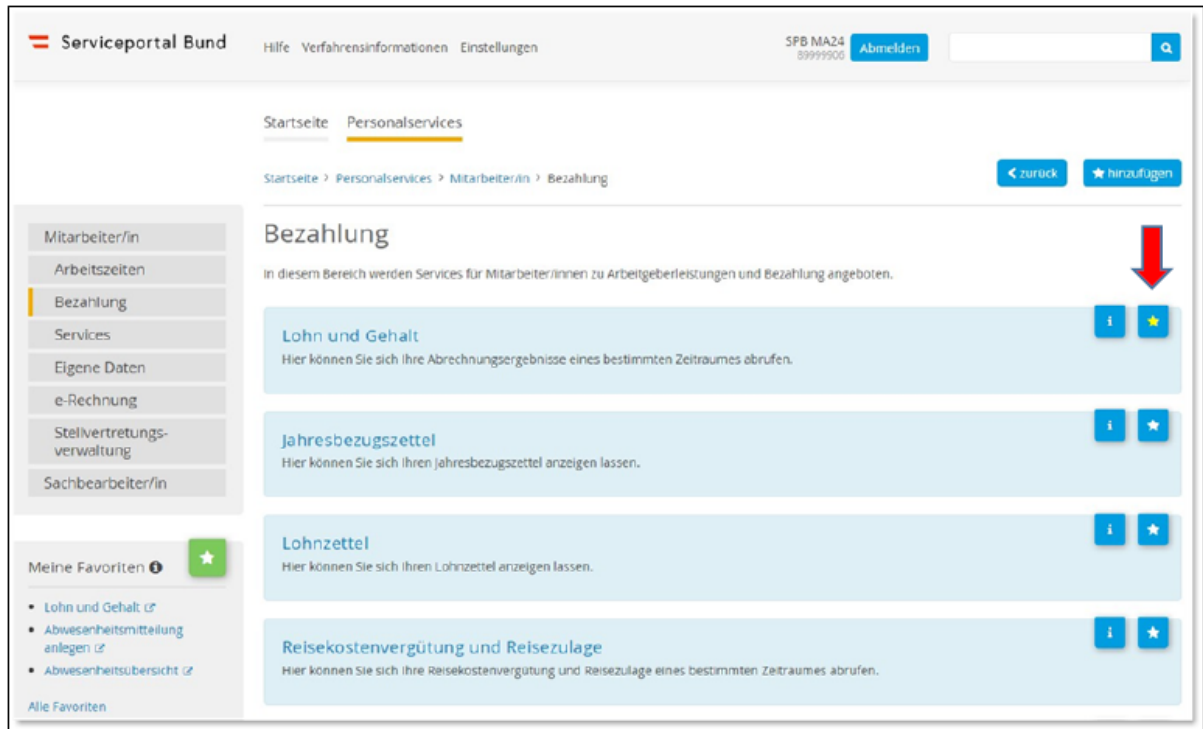 Serviceportal Bund
Hilfe Verfahrensinformationen Einstellungen
SPB MA24
89999906
Abmelden
Startseite Personalservices
Startseite > Personalservices > Mitarbeiter/in > Bezahlung
zurück
hinzufügen
Mitarbeiter/in
Arbeitszeiten
Bezahlung
Services
Eigene Daten
e-Rechnung
Stellvertretungs-
verwaltung
Sachbearbeiter/in
Meine Favoriten
Lohn und Gehalt
Abwesenheitsmitteilung
anlegen
Abwesenheitsübersicht
Alle Favoriten
Bezahlung
In diesem Bereich werden Services für Mitarbeiter/innen zu Arbeitgeberleistungen und Bezahlung angeboten.
Lohn und Gehalt
Hier können Sie sich Ihre Abrechnungsergebnisse eines bestimmten Zeitraumes abrufen.
Jahresbezugszettel
Hier können Sie sich Ihren Jahresbezugszettel anzeigen lassen.
Lohnzettel
Hier können Sie sich Ihren Lohnzettel anzeigen lassen.
Reisekostenvergütung und Reisezulage
Hier können Sie sich Ihre Reisekostenvergütung und Reisezulage eines bestimmten Zeitraumes abrufen.